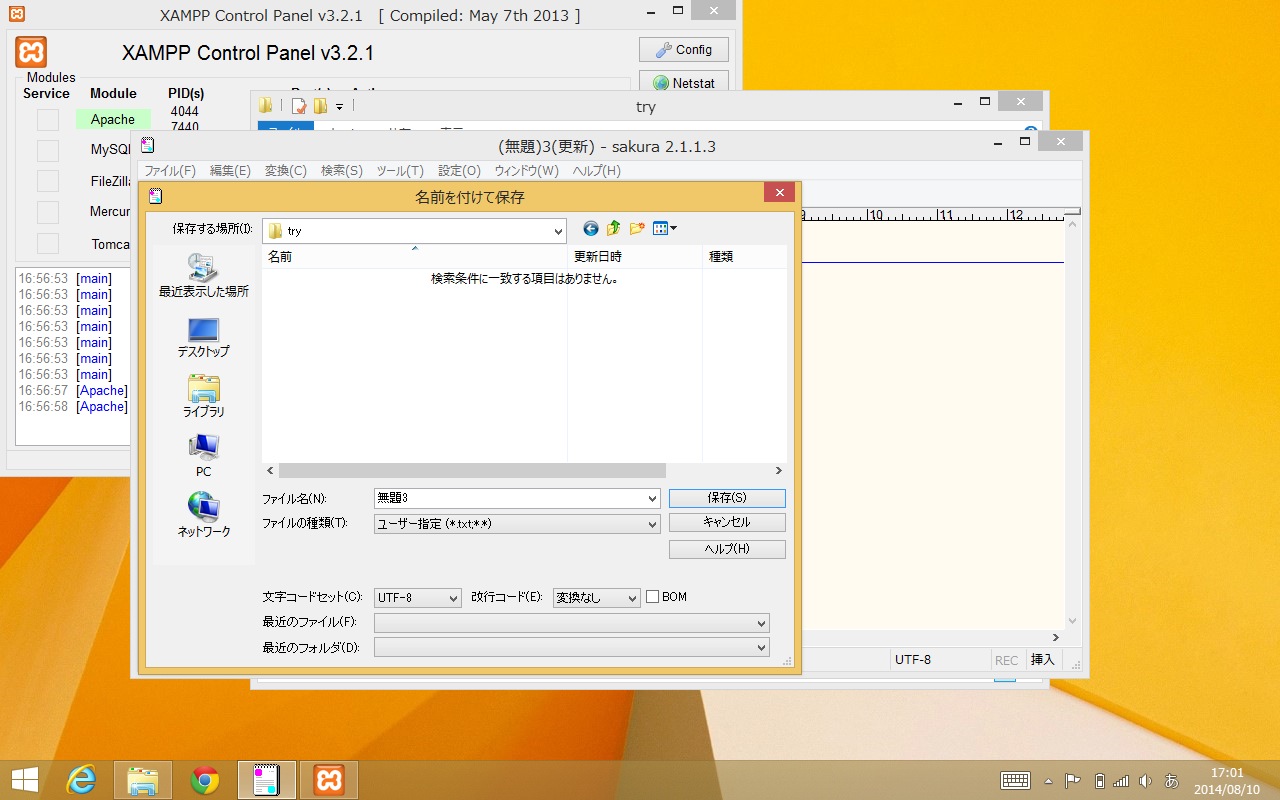 XAMPP Control Panel v3.2.1 [ Compiled: May 7th 2013 ]
XAMPP Control Panel v3.2.1
Config
Netstat
Modules
Service Module PID(s)
Apache 4044
7440
MySQL
FileZilla
Mercur
Tomca
16:56:53 [main]
16:56:53 [main]
16:56:53 [main]
16:56:53 [main]
16:56:53 [main]
16:56:53 [main]
16:56:53 [main]
16:56:57 [Apache]
16:56:58 [Apache]
try
(無題)3(更新) - sakura 2.1.1.3
ファイル(F) 編集(E) 変換(C) 検索(S) ツール(T) 設定(O) ウィンドウ(W) ヘルプ(H)
9 10 11 12
名前を付けて保存
保存する場所(I): try
名前 更新日時 種類
検索条件に一致する項目はありません。
最近表示した場所
デスクトップ
ライブラリ
PC
ネットワーク
ファイル名(N): 無題3 保存(S)
ファイルの種類(T): ユーザー指定 (*.txt;*.*) キャンセル
ヘルプ(H)
文字コードセット(C): UTF-8 改行コード(E): 変換なし BOM
最近のファイル(F):
最近のフォルダ(D):
UTF-8 REC 挿入
あ 17:01
2014/08/10